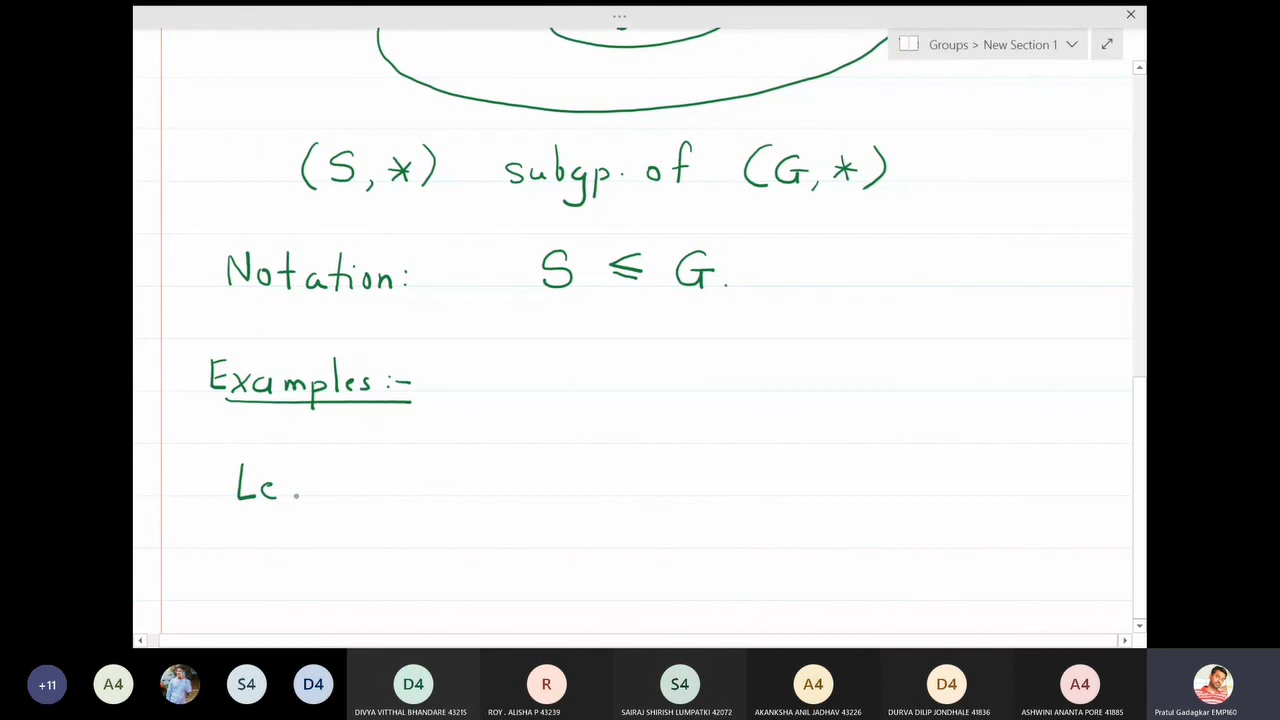 Groups > New Section 1
(S, *) subgp. of (G, *)
Notation: S ≤ G.
Examples :-
Le
+11
A4
S4
D4
D4
R
S4
A4
D4
A4
DIVYA VITTHAL BHANDARE 43215
ROY . ALISHA P 43239
SAIRAJ SHIRISH LUMPATKI 42072
AKANKSHA ANIL JADHAV 43226
DURVA DILIP JONDHALE 41836
ASHWINI ANANTA PORE 41885
Pratul Gadagkar EMP160